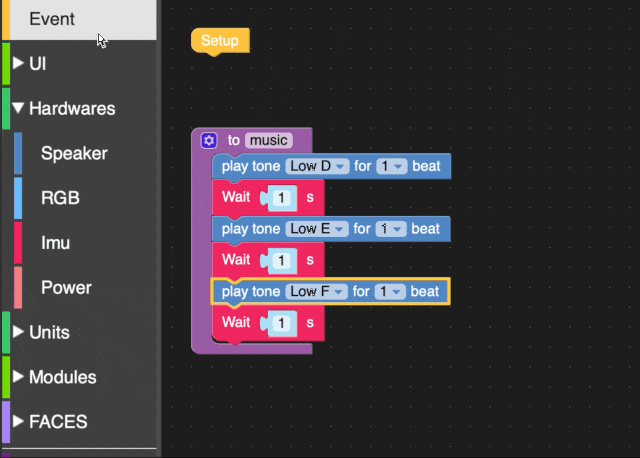 Event
UI
Hardwares
Speaker
RGB
Imu
Power
Units
Modules
FACES
Setup
to music
play tone Low D for 1 beat
Wait 1 s
play tone Low E for 1 beat
Wait 1 s
play tone Low F for 1 beat
Wait 1 s